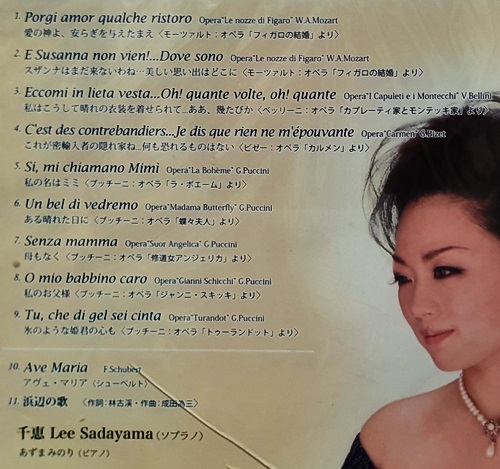 1. Porgi amor qualche ristoro Opera"Le nozze di Figaro" W.A.Mozart
愛の神よ、安らぎを与えたまえ〈モーツァルト：オペラ「フィガロの結婚」より〉
2. E Susanna non vien!...Dove sono Opera"Le nozze di Figaro" W.A.Mozart
スザンナはまだ来ないわね…美しい思い出はどこに〈モーツァルト：オペラ「フィガロの結婚」より〉
3. Eccomi in lieta vesta...Oh! quante volte, oh! quante Opera"I Capuleti e i Montecchi" V.Bellini
私はこうして晴れの衣装を着せられて…ああ、幾たびか〈ベッリーニ：オペラ「カプレーティ家とモンテッキ家」より〉
4. C'est des contrebandiers...Je dis que rien ne m'épouvante Opera"Carmen" G.Bizet
これが密輸入者の隠れ家ね…何も恐れるものはない〈ビゼー：オペラ「カルメン」より〉
5. Si, mi chiamano Mimì Opera"La Bohème" G.Puccini
私の名はミミ〈プッチーニ：オペラ「ラ・ボエーム」より〉
6. Un bel di vedremo Opera"Madama Butterfly" G.Puccini
ある晴れた日に〈プッチーニ：オペラ「蝶々夫人」より〉
7. Senza mamma Opera"Suor Angelica" G.Puccini
母もなく〈プッチーニ：オペラ「修道女アンジェリカ」より〉
8. O mio babbino caro Opera"Gianni Schicchi" G.Puccini
私のお父様〈プッチーニ：オペラ「ジャンニ・スキッキ」より〉
9. Tu, che di gel sei cinta Opera"Turandot" G.Puccini
氷のような姫君の心も〈プッチーニ：オペラ「トゥーランドット」より〉
10. Ave Maria F.Schubert
アヴェ・マリア〈シューベルト〉
11. 浜辺の歌 〈作詞：林古溪・作曲：成田為三〉
千恵 Lee Sadayama（ソプラノ）
あずまみのり（ピアノ）